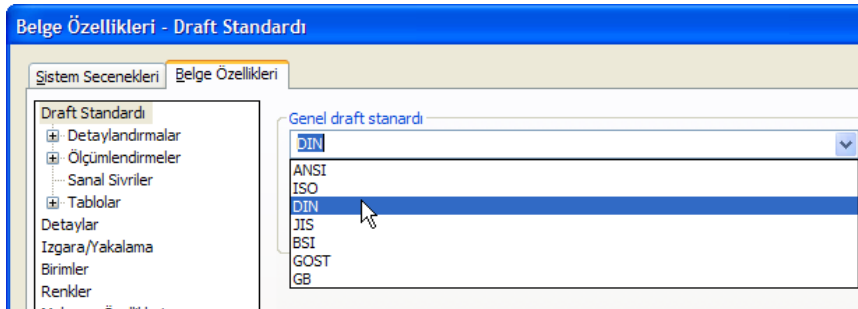 Belge Özellikleri - Draft Standardı
Sistem Secenekleri
Belge Özellikleri
Draft Standardı
Detaylandırmalar
Ölçümlendirmeler
Sanal Sivriler
Tablolar
Detaylar
Izgara/Yakalama
Birimler
Renkler
Genel draft stanardı
DIN
ANSI
ISO
DIN
JIS
BSI
GOST
GB